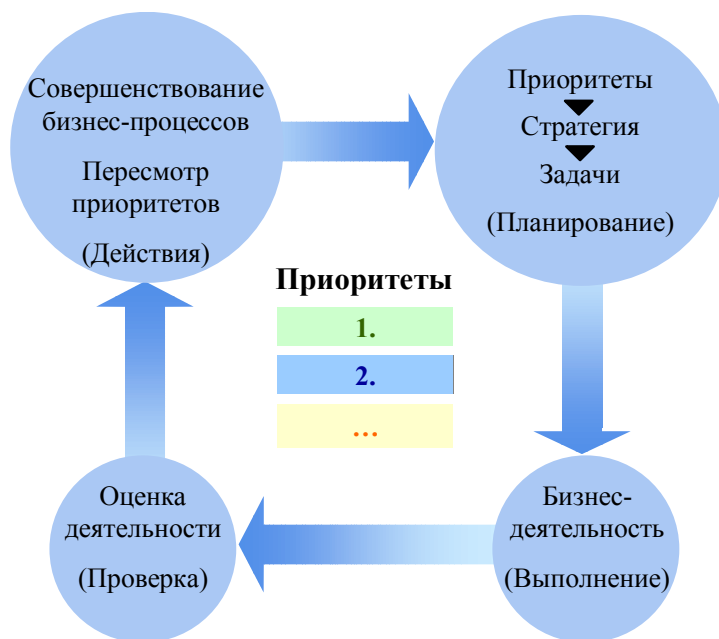 Совершенствование
бизнес-процессов
Пересмотр
приоритетов
(Действия)
Приоритеты
Стратегия
Задачи
(Планирование)
Приоритеты
1.
2.
...
Оценка
деятельности
(Проверка)
Бизнес-
деятельность
(Выполнение)